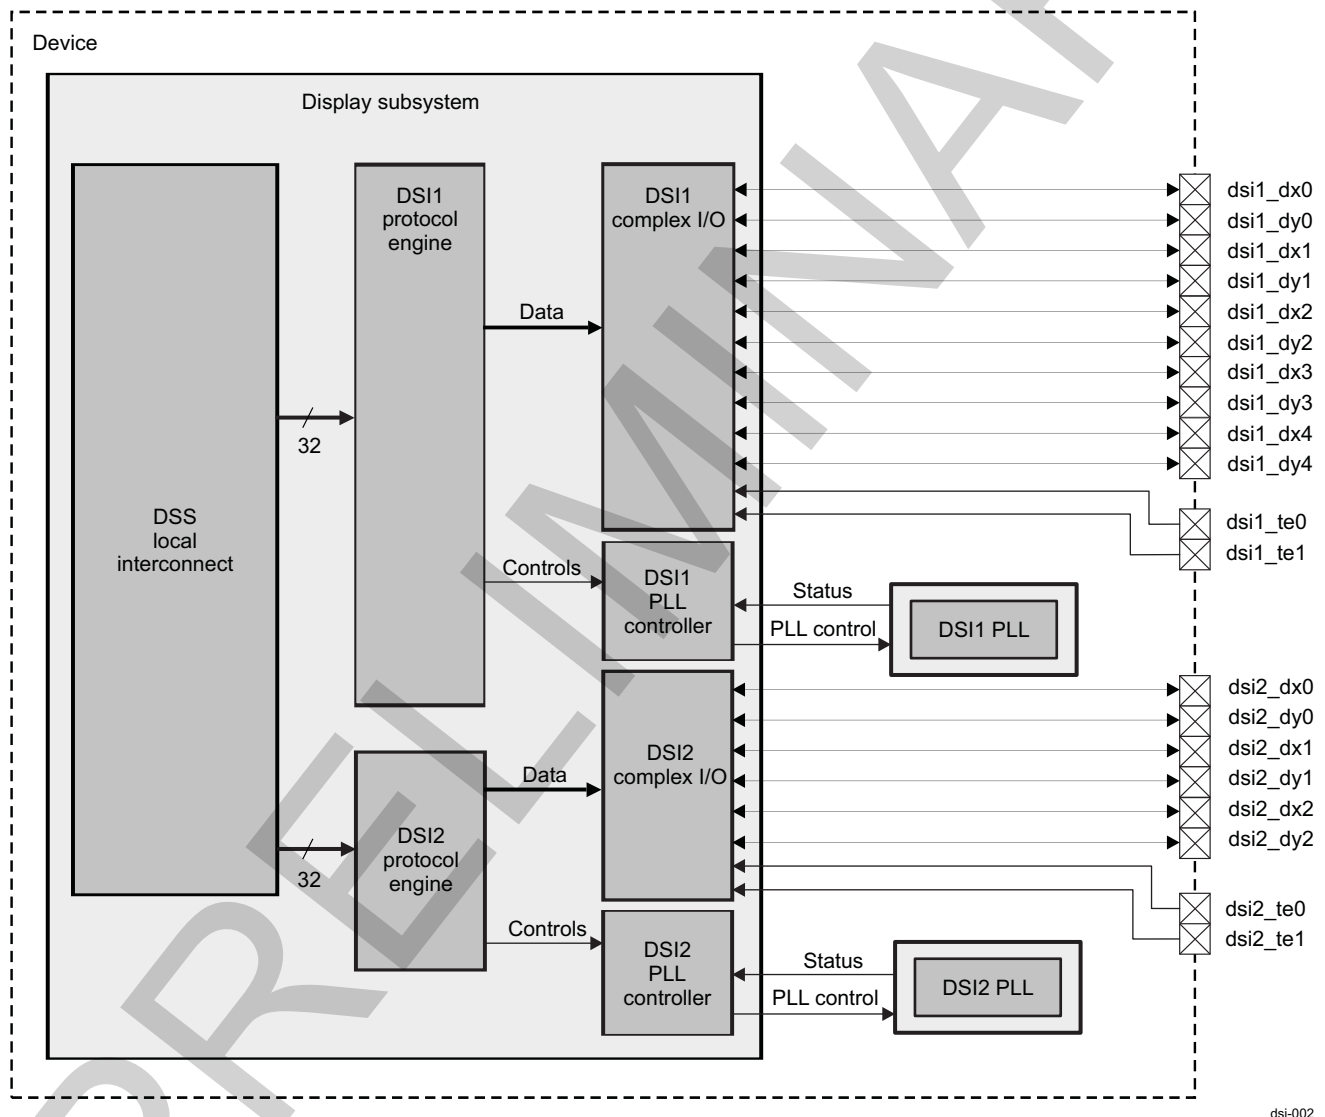 Device
Display subsystem
DSS
local
interconnect
32
32
DSI1
protocol
engine
Data
Controls
DSI1
complex I/O
DSI1
PLL
controller
Status
PLL control
DSI1 PLL
DSI2
protocol
engine
Data
Controls
DSI2
complex I/O
DSI2
PLL
controller
Status
PLL control
DSI2 PLL
dsi1_dx0
dsi1_dy0
dsi1_dx1
dsi1_dy1
dsi1_dx2
dsi1_dy2
dsi1_dx3
dsi1_dy3
dsi1_dx4
dsi1_dy4
dsi1_te0
dsi1_te1
dsi2_dx0
dsi2_dy0
dsi2_dx1
dsi2_dy1
dsi2_dx2
dsi2_dy2
dsi2_te0
dsi2_te1
dsi-002
PRELIMINAR